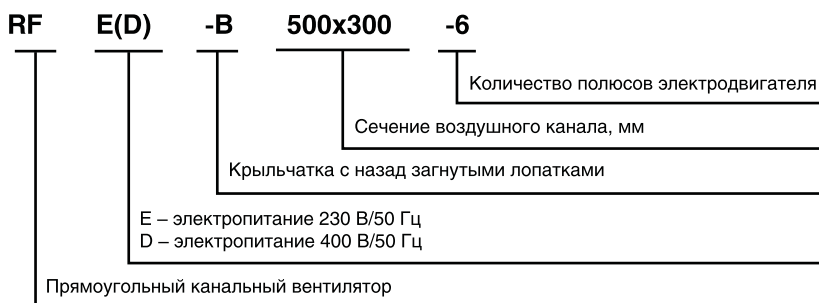 RF E(D) -B 500x300 -6
Количество полюсов электродвигателя
Сечение воздушного канала, мм
Крыльчатка с назад загнутыми лопатками
E – электропитание 230 В/50 Гц
D – электропитание 400 В/50 Гц
Прямоугольный канальный вентилятор